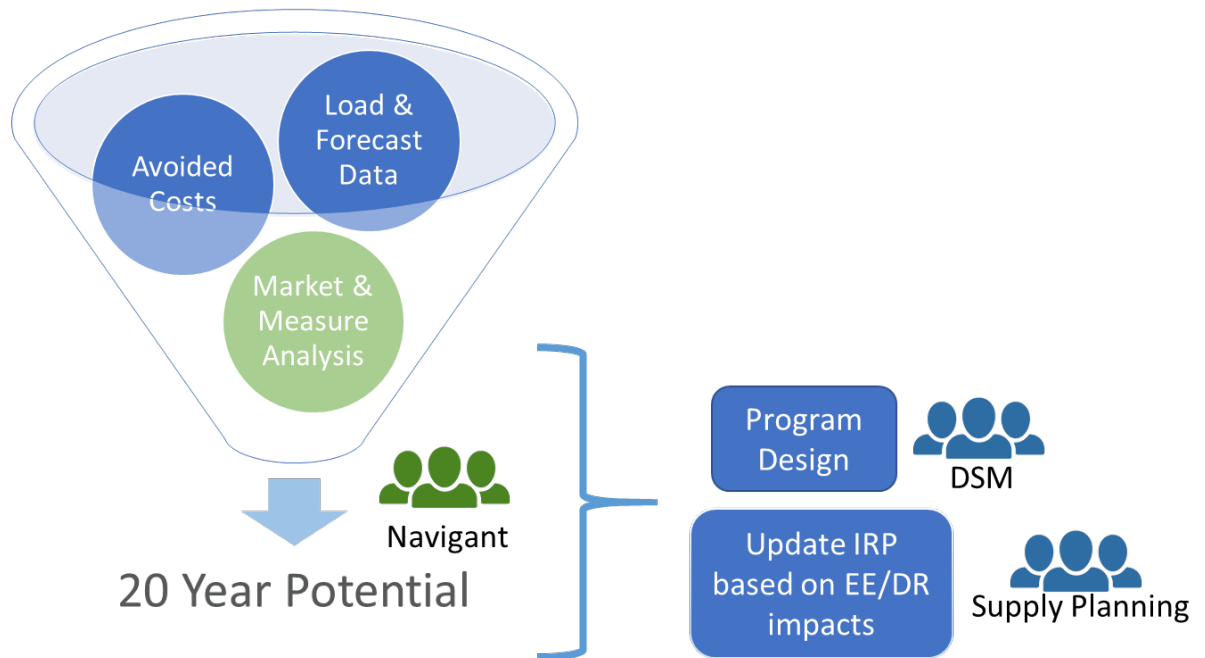 Load &
Forecast
Data
Avoided
Costs
Market &
Measure
Analysis
Navigant
20 Year Potential
Program
Design
DSM
Update IRP
based on EE/DR
impacts
Supply Planning